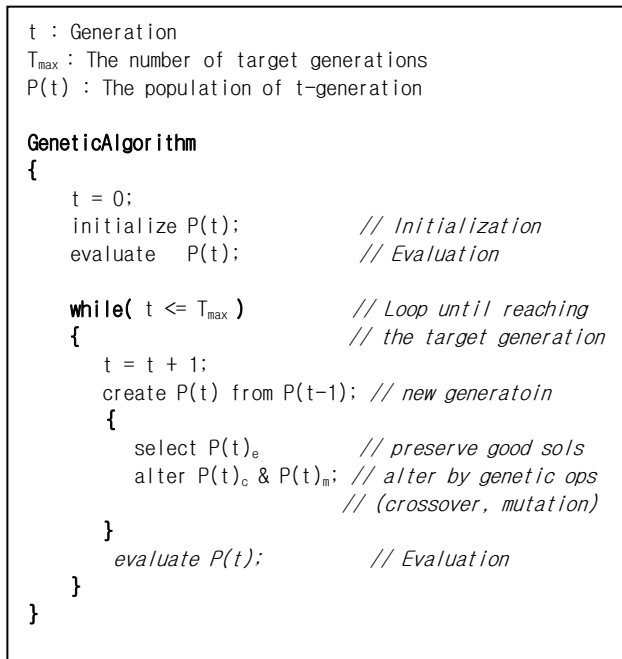 t : Generation
Tmax : The number of target generations
P(t) : The population of t-generation
GeneticAlgorithm
{
t = 0;
initialize P(t); // Initialization
evaluate P(t); // Evaluation
while( t <= Tmax ) // Loop until reaching
{ // the target generation
t = t + 1;
create P(t) from P(t-1); // new generatoin
{
select P(t)e // preserve good sols
alter P(t)c & P(t)m; // alter by genetic ops
// (crossover, mutation)
}
evaluate P(t); // Evaluation
}
}